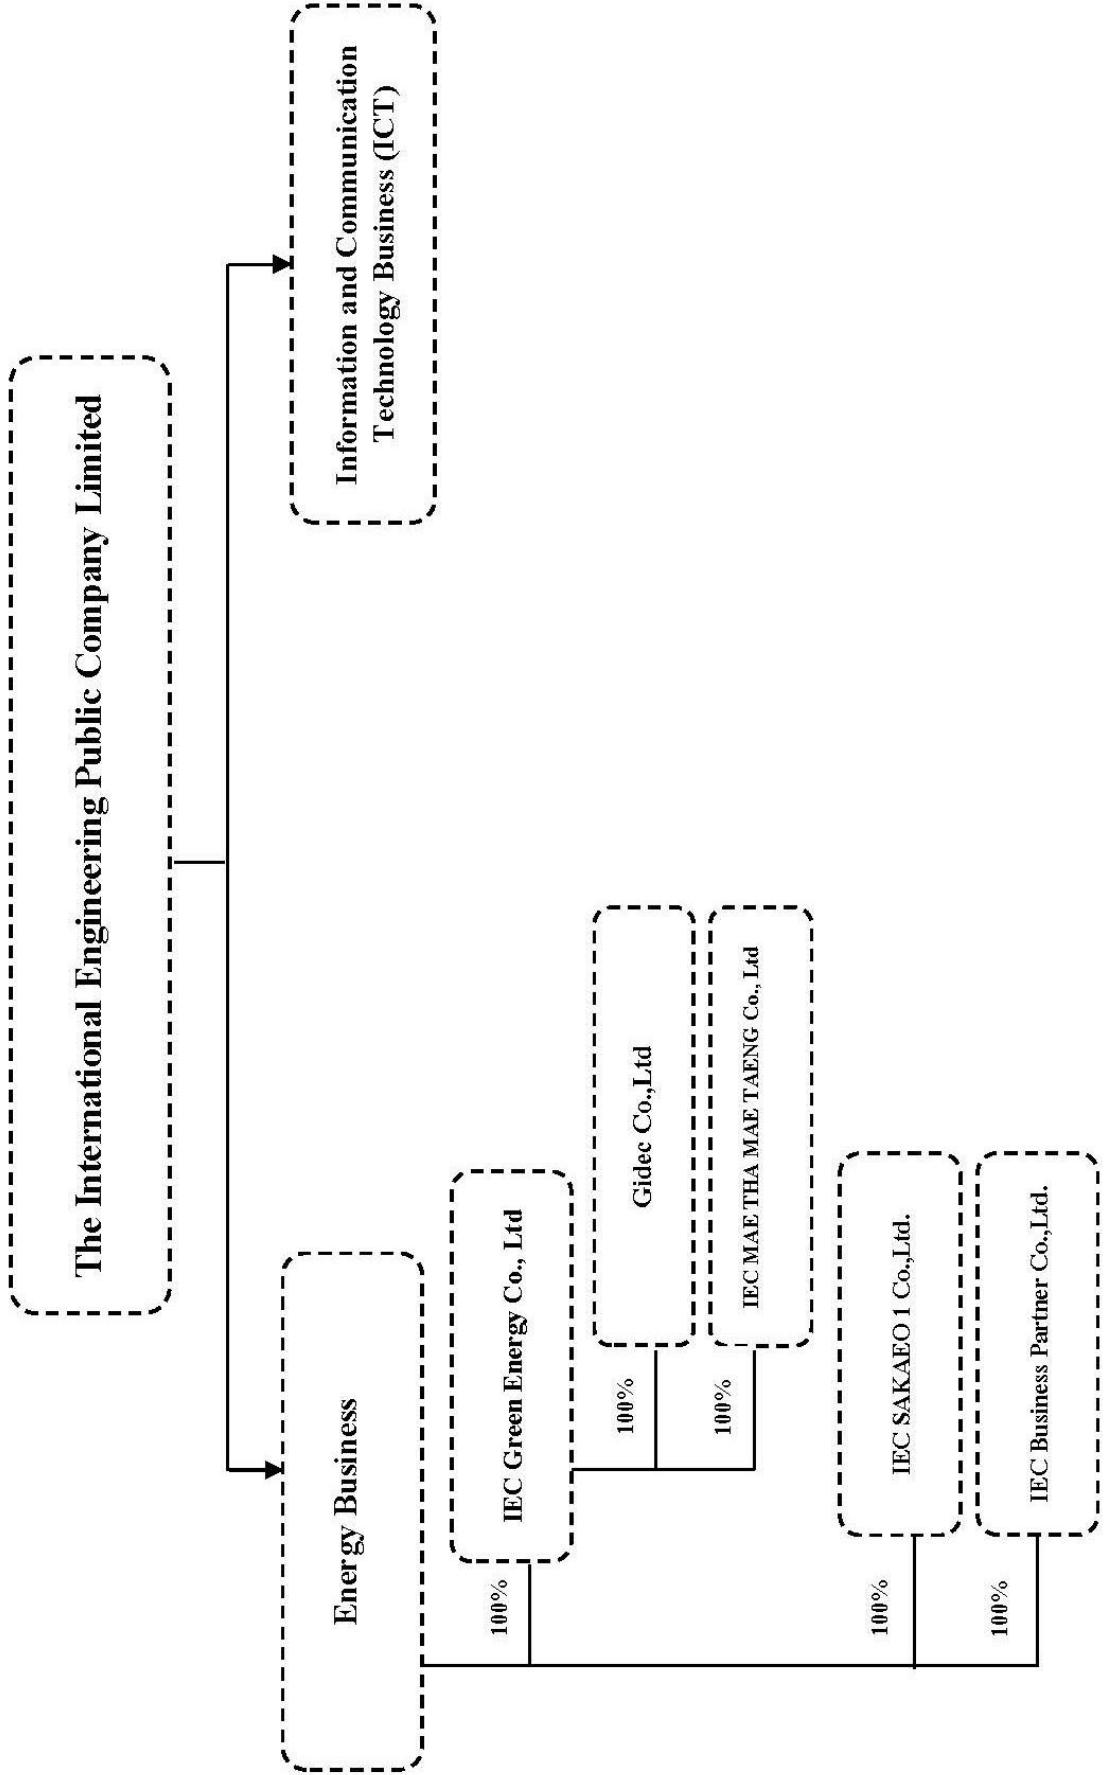 The International Engineering Public Company Limited
Energy Business
Information and Communication
Technology Business (ICT)
100%
IEC Green Energy Co., Ltd
100%
Gidec Co.,Ltd
100%
IEC MAE THA MAE TAENG Co., Ltd
100%
IEC SAKAEO 1 Co.,Ltd.
100%
IEC Business Partner Co.,Ltd.